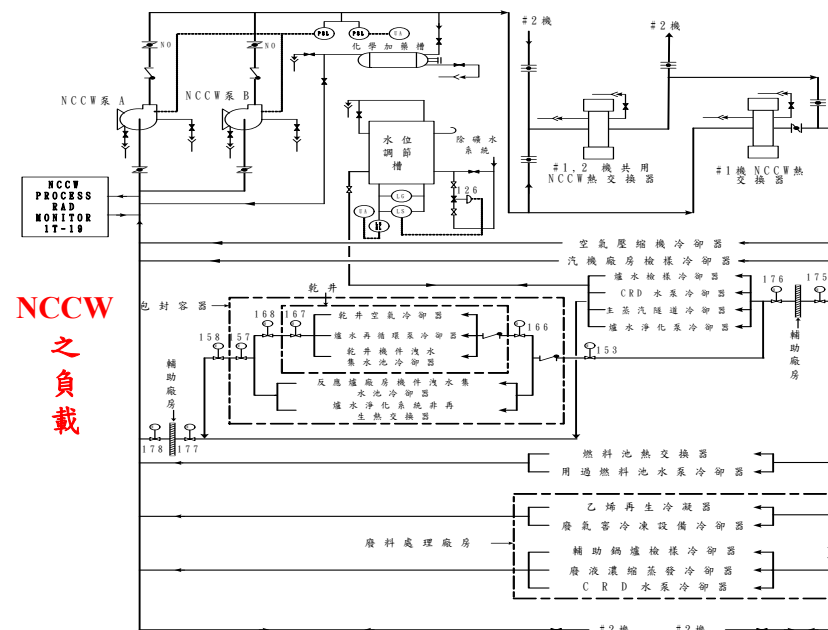 #2機
#2機
NO
NO
PSL
PSL
UA
化學加藥槽
NCCW泵 A
NCCW泵 B
水位
調節
槽
除礦水
系統
126
LG
LS
UA
#1,2 機共用
NCCW熱交換器
#1機NCCW熱
交換器
NCCW
PROCESS
RAD
MONITOR
1T-19
空氣壓縮機冷卻器
汽機廠房檢樣冷卻器
爐水檢樣冷卻器
CRD 水泵冷卻器
主蒸汽隧道冷卻器
爐水淨化泵冷卻器
176
175
輔助廠房
NCCW
之
負
載
包封容器
乾井
168
167
158
157
乾井空氣冷卻器
爐水再循環泵冷卻器
乾井機件洩水
集水池冷卻器
166
153
反應爐廠房機件洩水集
水池冷卻器
爐水淨化系統非再
生熱交換器
輔助廠房
178
177
燃料池熱交換器
用過燃料池水泵冷卻器
乙烯再生冷凝器
廢氣窖冷凍設備冷卻器
廢料處理廠房
輔助鍋爐檢樣冷卻器
廢液濃縮蒸發冷卻器
CRD水泵冷卻器
#2機
#2機